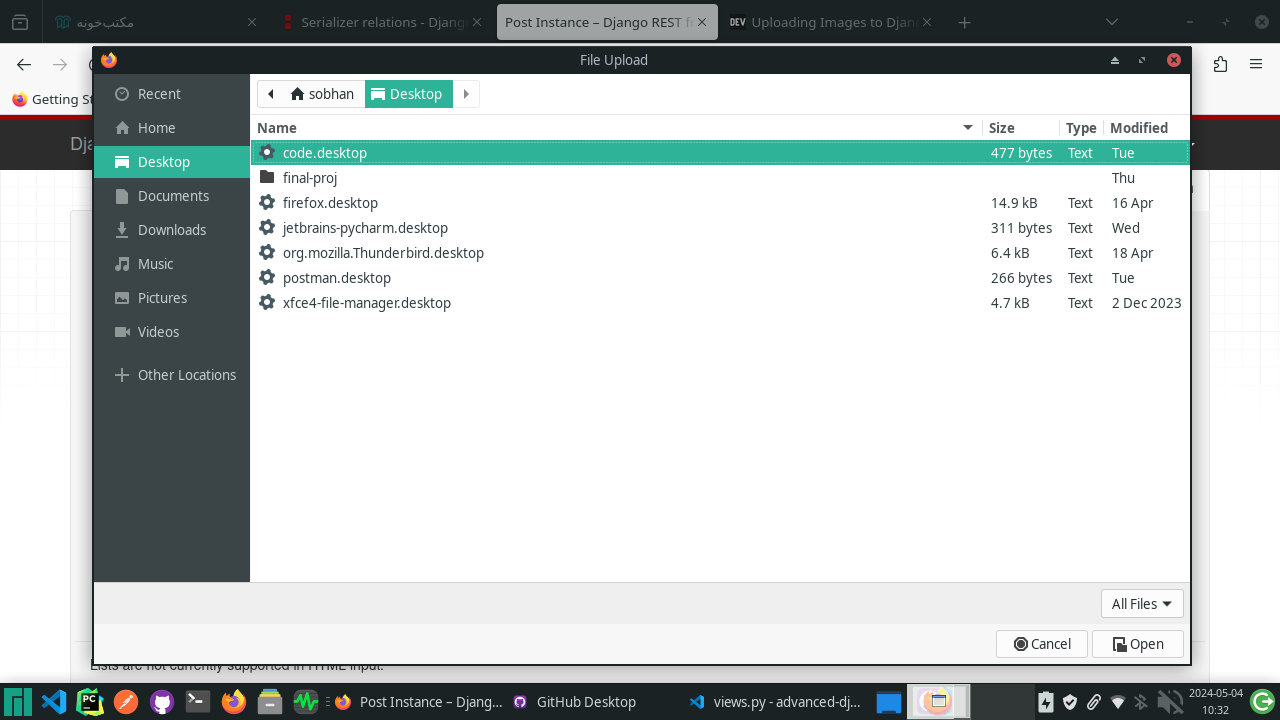 مکتب‌خونه
Serializer relations - Djang
Post Instance – Django REST f
DEV Uploading Images to Djan
File Upload
Getting St
Recent
Home
Desktop
Documents
Downloads
Music
Pictures
Videos
Other Locations
sobhan Desktop
Name Size Type Modified
code.desktop 477 bytes Text Tue
final-proj Thu
firefox.desktop 14.9 kB Text 16 Apr
jetbrains-pycharm.desktop 311 bytes Text Wed
org.mozilla.Thunderbird.desktop 6.4 kB Text 18 Apr
postman.desktop 266 bytes Text Tue
xfce4-file-manager.desktop 4.7 kB Text 2 Dec 2023
All Files
Cancel Open
Lists are not currently supported in HTML input.
PC
Post Instance – Djang...
GitHub Desktop
views.py - advanced-dj...
2024-05-04
10:32